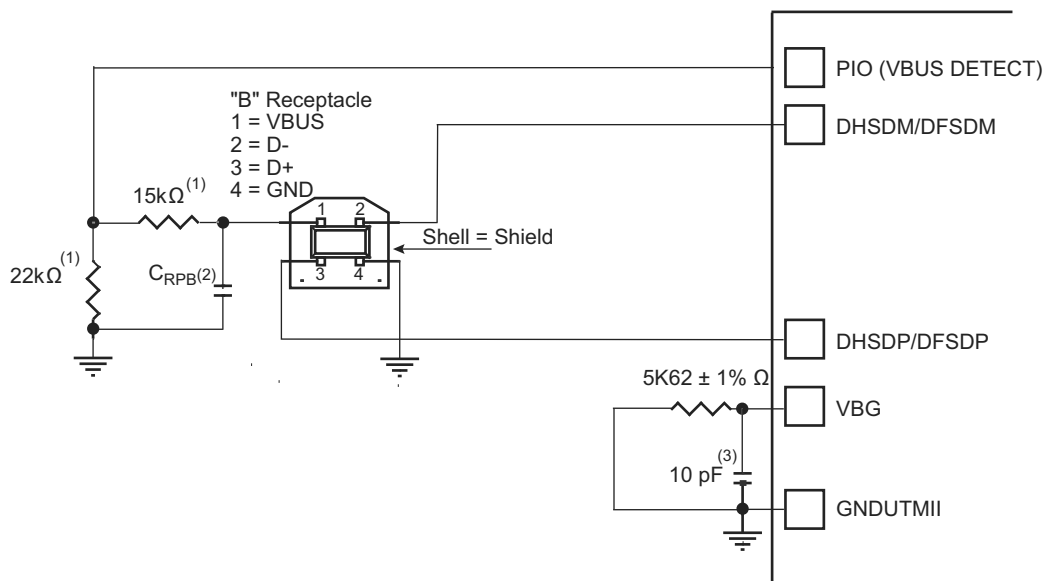 PIO (VBUS DETECT)
"B" Receptacle
1 = VBUS
2 = D-
3 = D+
4 = GND
DHSDM/DFSDM
15kΩ(1)
1 2
Shell = Shield
22kΩ(1)
CRPB(2)
3 4
DHSDP/DFSDP
5K62 ± 1% Ω
VBG
10 pF(3)
GNDUTMII